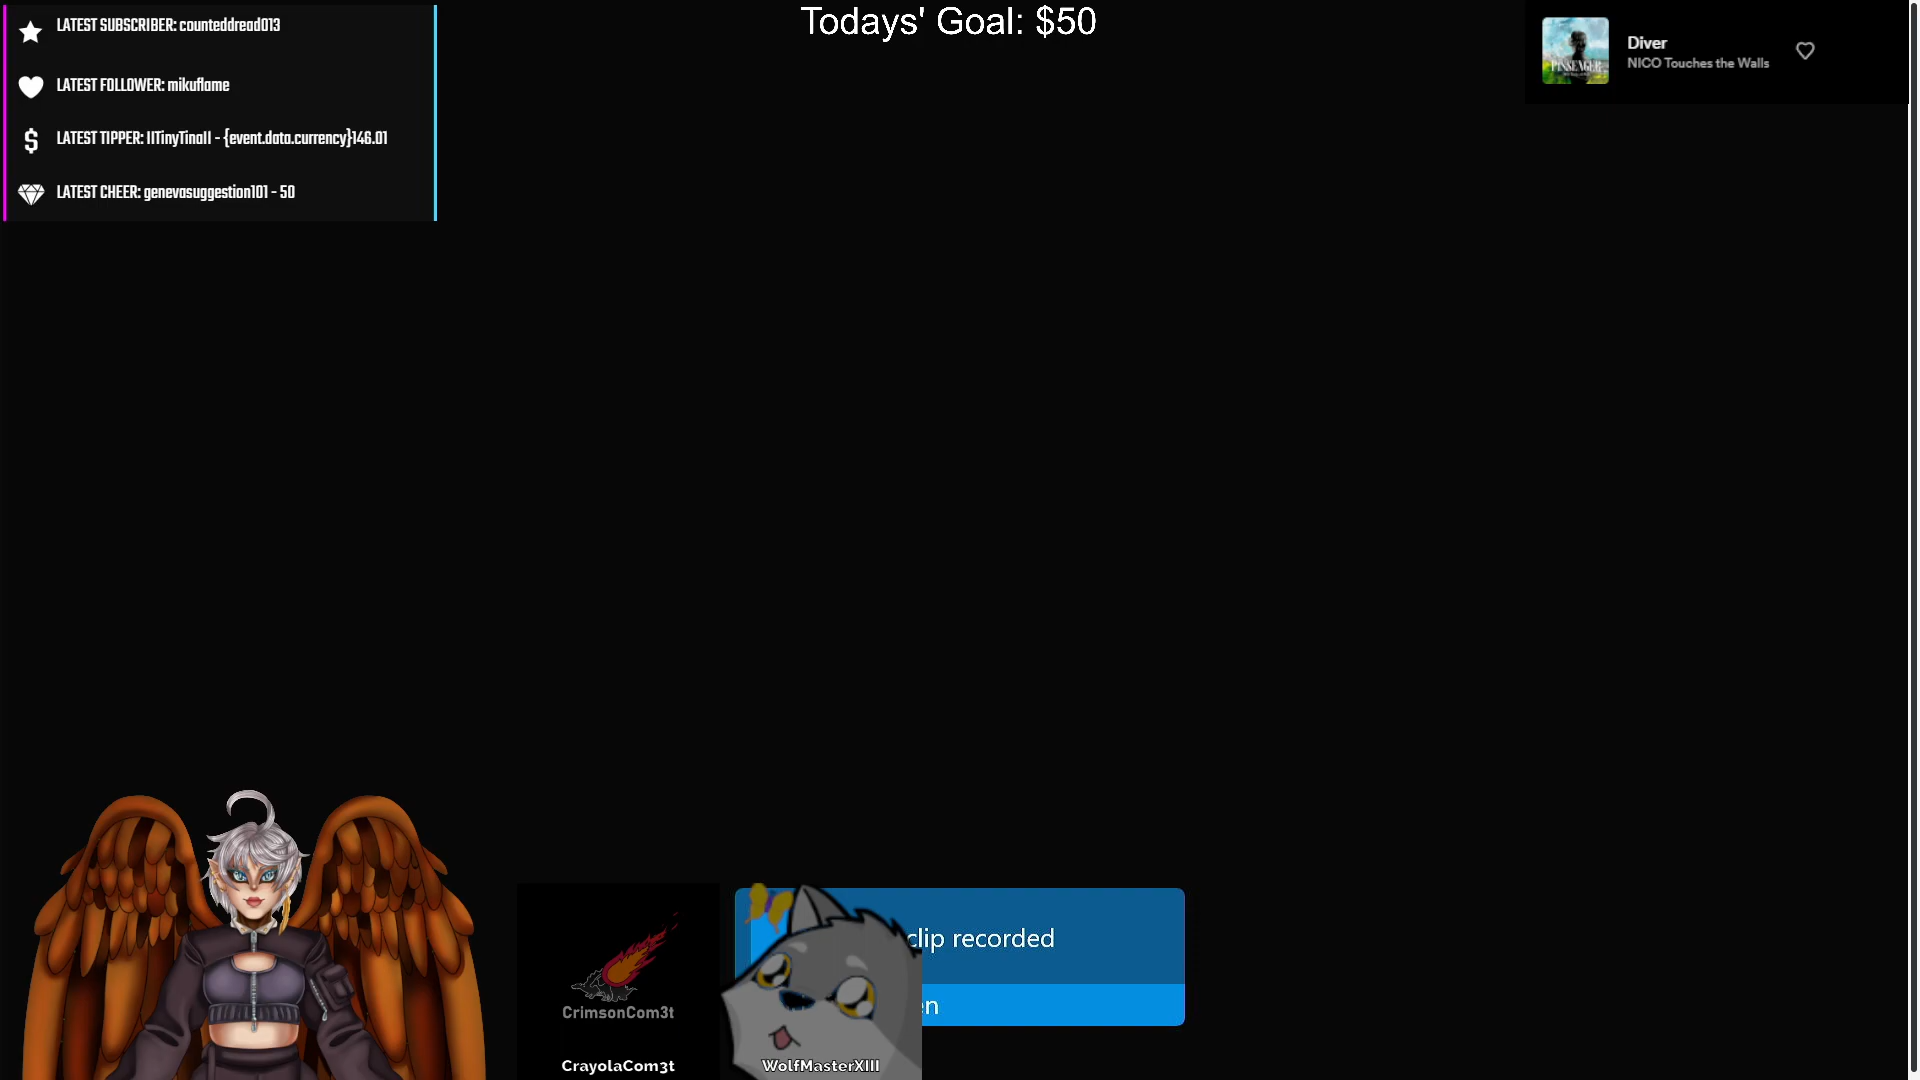 LATEST SUBSCRIBER: counteddread013
LATEST FOLLOWER: mikuflame
LATEST TIPPER: IITinyTinaII - {event.data.currency}146.01
LATEST CHEER: genevasuggestion101 - 50
Todays' Goal: $50
Diver
NICO Touches the Walls
clip recorded
CrimsonCom3t
CrayolaCom3t
WolfMasterXIII